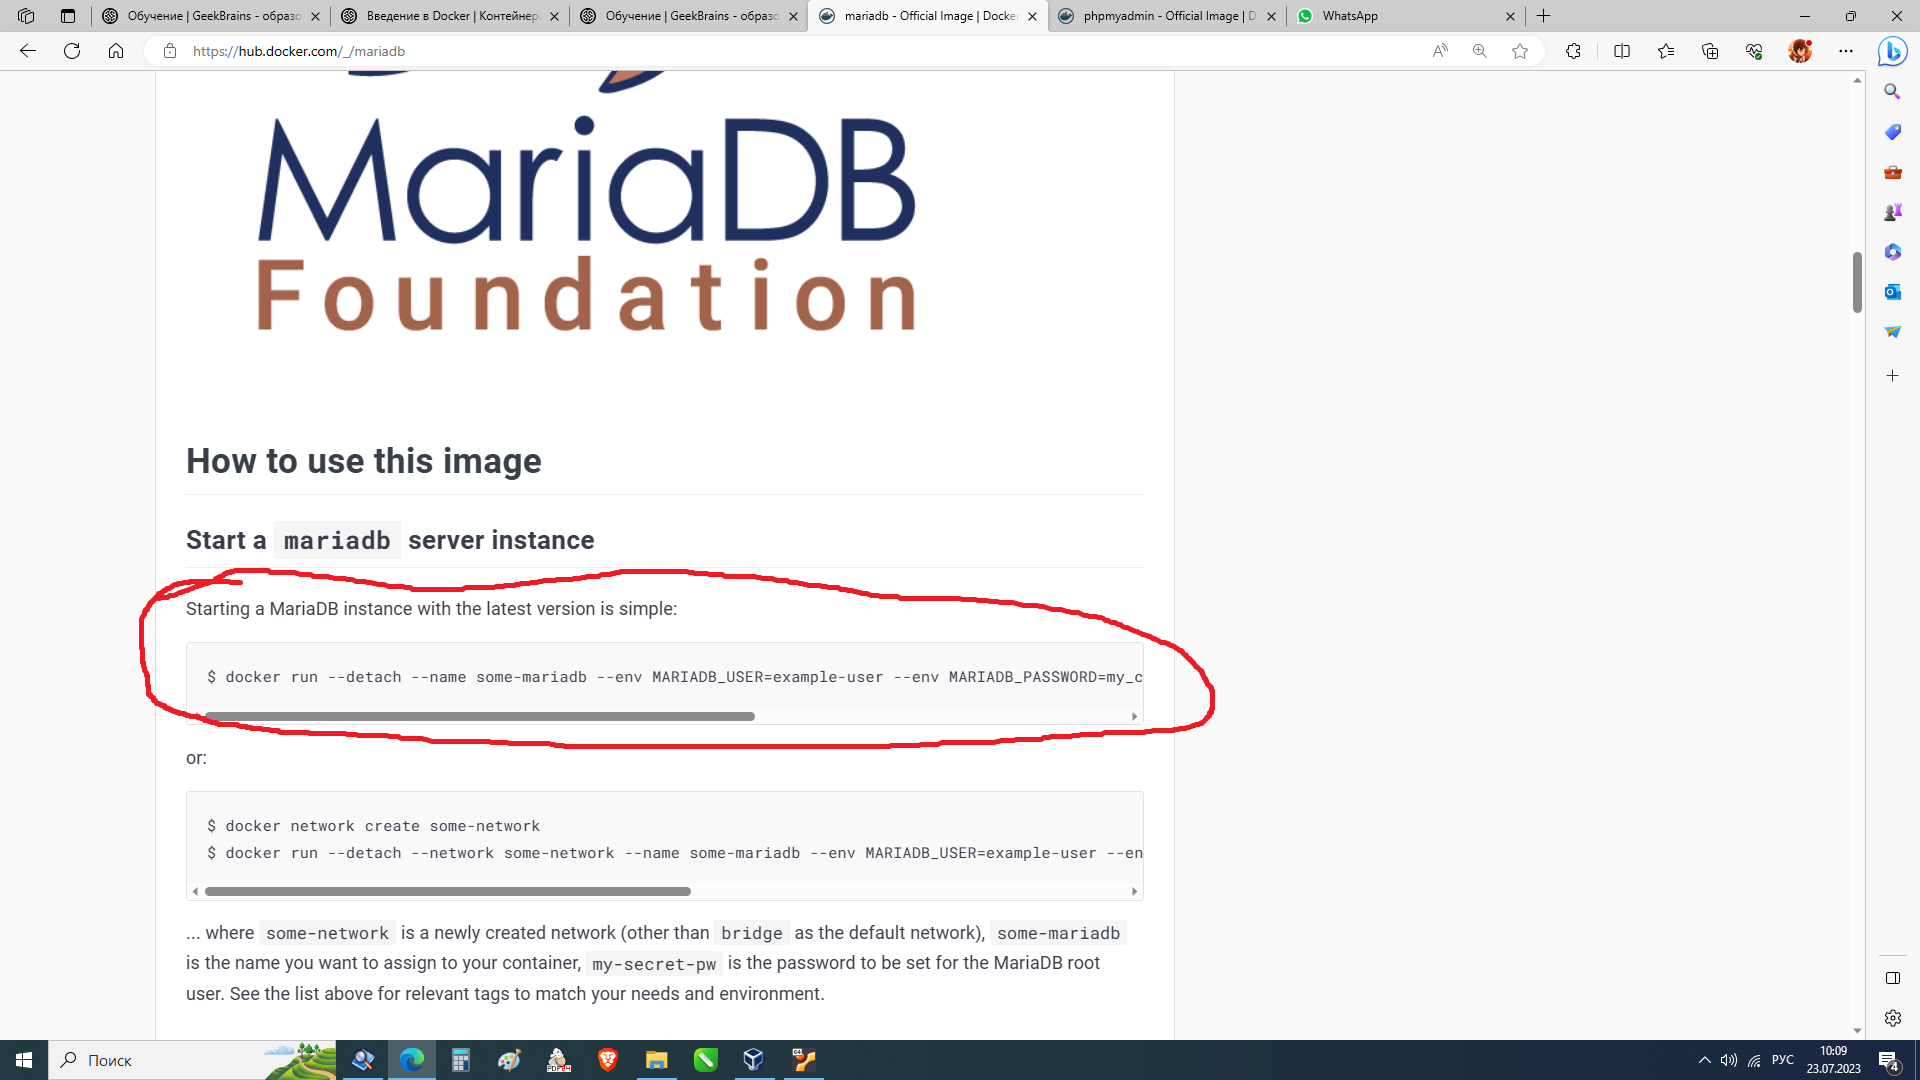 Обучение | GeekBrains - образо
Введение в Docker | Контейнер
Обучение | GeekBrains - образо
mariadb - Official Image | Docker
phpmyadmin - Official Image | D
WhatsApp
https://hub.docker.com/_/mariadb
MariaDB
Foundation
How to use this image
Start a mariadb server instance
Starting a MariaDB instance with the latest version is simple:
$ docker run --detach --name some-mariadb --env MARIADB_USER=example-user --env MARIADB_PASSWORD=my_c
or:
$ docker network create some-network
$ docker run --detach --network some-network --name some-mariadb --env MARIADB_USER=example-user --en
... where some-network is a newly created network (other than bridge as the default network), some-mariadb
is the name you want to assign to your container, my-secret-pw is the password to be set for the MariaDB root
user. See the list above for relevant tags to match your needs and environment.
Поиск
РУС
10:09
23.07.2023
4